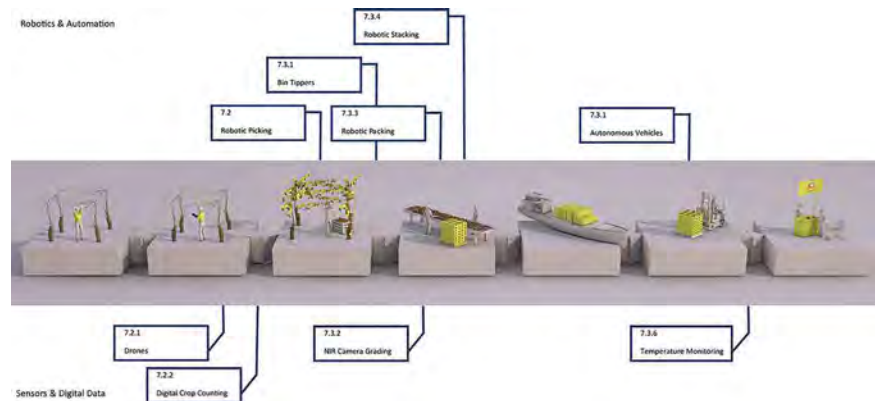 Robotics & Automation
7.3.4
Robotic Stacking
7.3.1
Bin Tippers
7.2
Robotic Picking
7.3.3
Robotic Packing
7.3.1
Autonomous Vehicles
7.2.1
Drones
7.2.2
Digital Crop Counting
7.3.2
NIR Camera Grading
7.3.6
Temperature Monitoring
Sensors & Digital Data